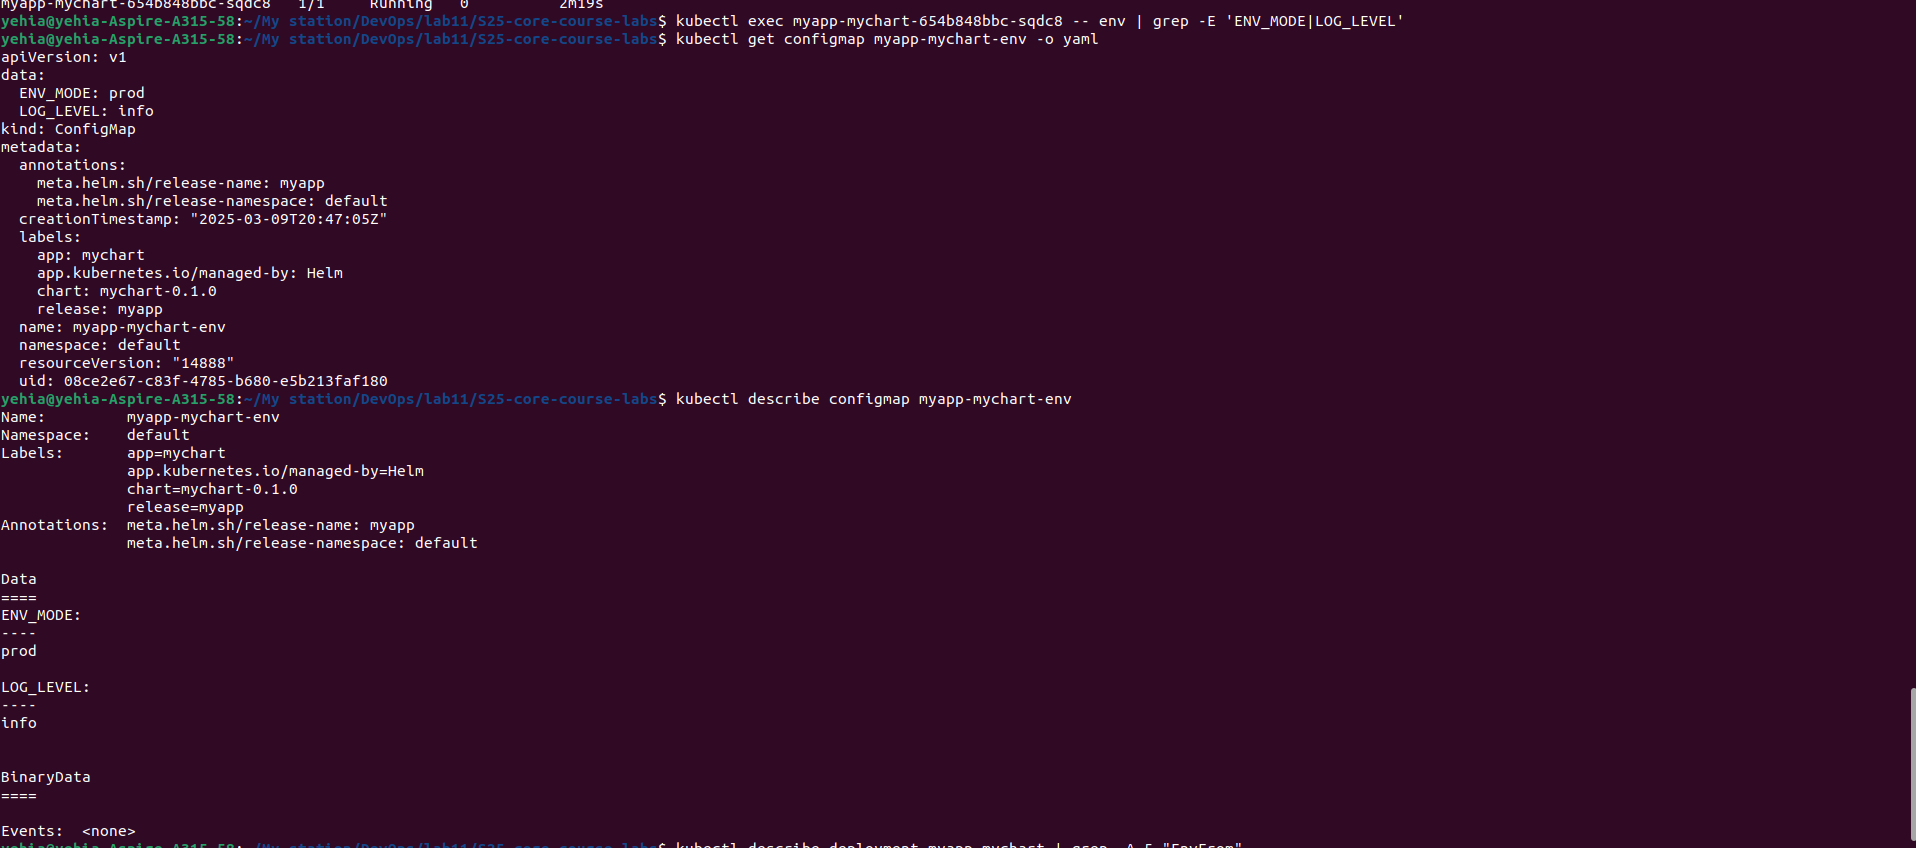 myapp-mychart-654b848bbc-sqdc8   1/1     Running   0          2m19s
yehia@yehia-Aspire-A315-58:~/My station/DevOps/lab11/S25-core-course-labs$ kubectl exec myapp-mychart-654b848bbc-sqdc8 -- env | grep -E 'ENV_MODE|LOG_LEVEL'
yehia@yehia-Aspire-A315-58:~/My station/DevOps/lab11/S25-core-course-labs$ kubectl get configmap myapp-mychart-env -o yaml
apiVersion: v1
data:
  ENV_MODE: prod
  LOG_LEVEL: info
kind: ConfigMap
metadata:
  annotations:
    meta.helm.sh/release-name: myapp
    meta.helm.sh/release-namespace: default
  creationTimestamp: "2025-03-09T20:47:05Z"
  labels:
    app: mychart
    app.kubernetes.io/managed-by: Helm
    chart: mychart-0.1.0
    release: myapp
  name: myapp-mychart-env
  namespace: default
  resourceVersion: "14888"
  uid: 08ce2e67-c83f-4785-b680-e5b213faf180
yehia@yehia-Aspire-A315-58:~/My station/DevOps/lab11/S25-core-course-labs$ kubectl describe configmap myapp-mychart-env
Name:         myapp-mychart-env
Namespace:    default
Labels:       app=mychart
              app.kubernetes.io/managed-by=Helm
              chart=mychart-0.1.0
              release=myapp
Annotations:  meta.helm.sh/release-name: myapp
              meta.helm.sh/release-namespace: default

Data
====
ENV_MODE:
----
prod

LOG_LEVEL:
----
info


BinaryData
====

Events:  <none>
yehia@yehia-Aspire-A315-58:~/My station/DevOps/lab11/S25-core-course-labs$ kubectl describe deployment myapp-mychart | grep -A 5 "EnvFrom"